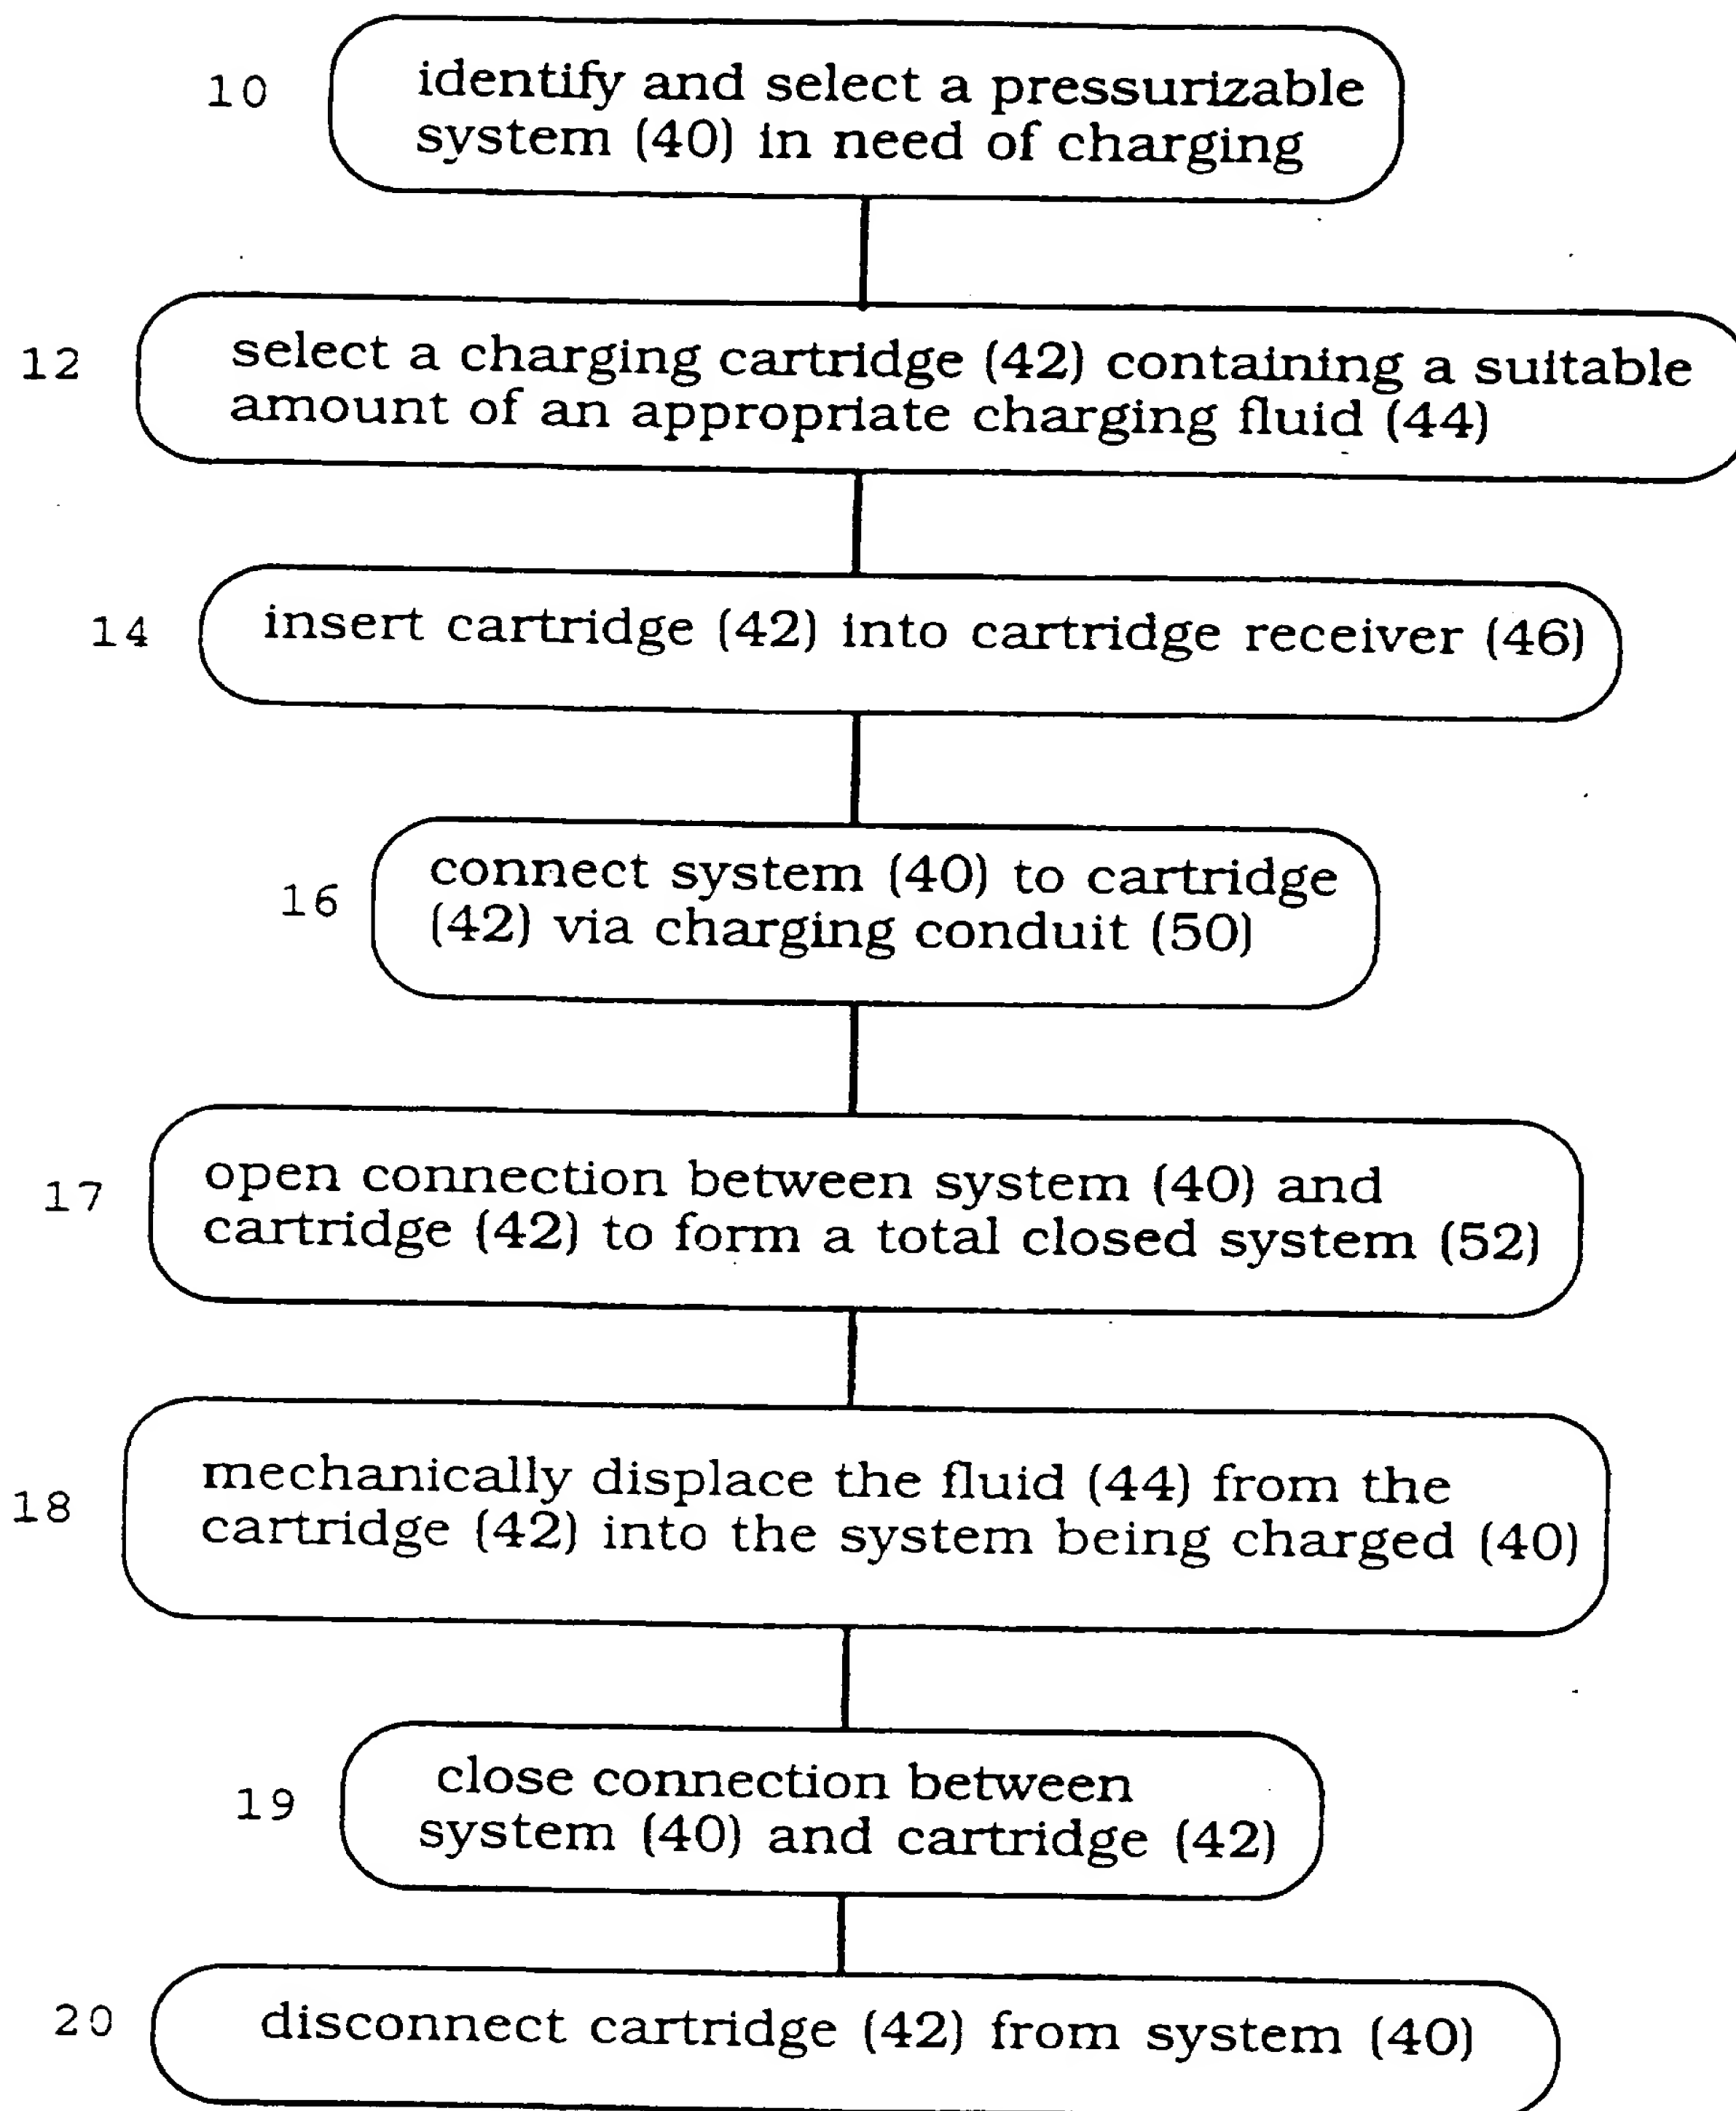 10
identify and select a pressurizable
system (40) in need of charging
12
select a charging cartridge (42) containing a suitable
amount of an appropriate charging fluid (44)
14
insert cartridge (42) into cartridge receiver (46)
16
connect system (40) to cartridge
(42) via charging conduit (50)
17
open connection between system (40) and
cartridge (42) to form a total closed system (52)
18
mechanically displace the fluid (44) from the
cartridge (42) into the system being charged (40)
19
close connection between
system (40) and cartridge (42)
20
disconnect cartridge (42) from system (40)